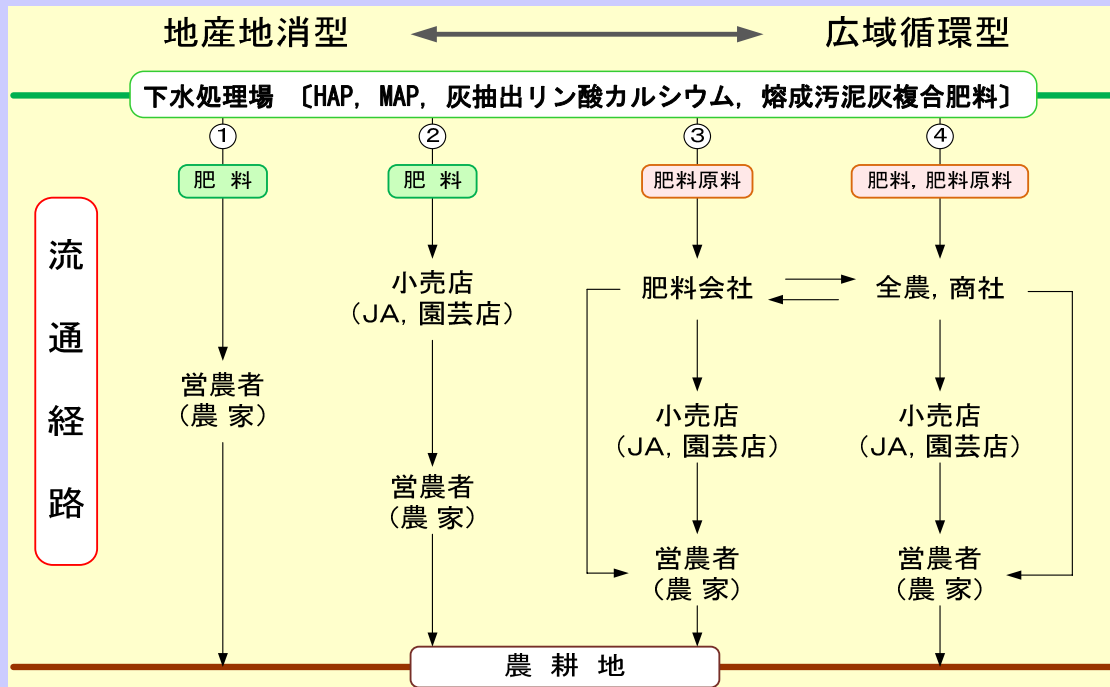 地産地消型
広域循環型
下水処理場 〔HAP, MAP, 灰抽出リン酸カルシウム, 熔成汚泥灰複合肥料〕
① ② ③ ④
肥 料
肥 料
肥料原料
肥料, 肥料原料
流通経路
営農者
(農 家)
小売店
(JA, 園芸店)
営農者
(農 家)
肥料会社
小売店
(JA, 園芸店)
営農者
(農 家)
全農, 商社
小売店
(JA, 園芸店)
営農者
(農 家)
農 耕 地